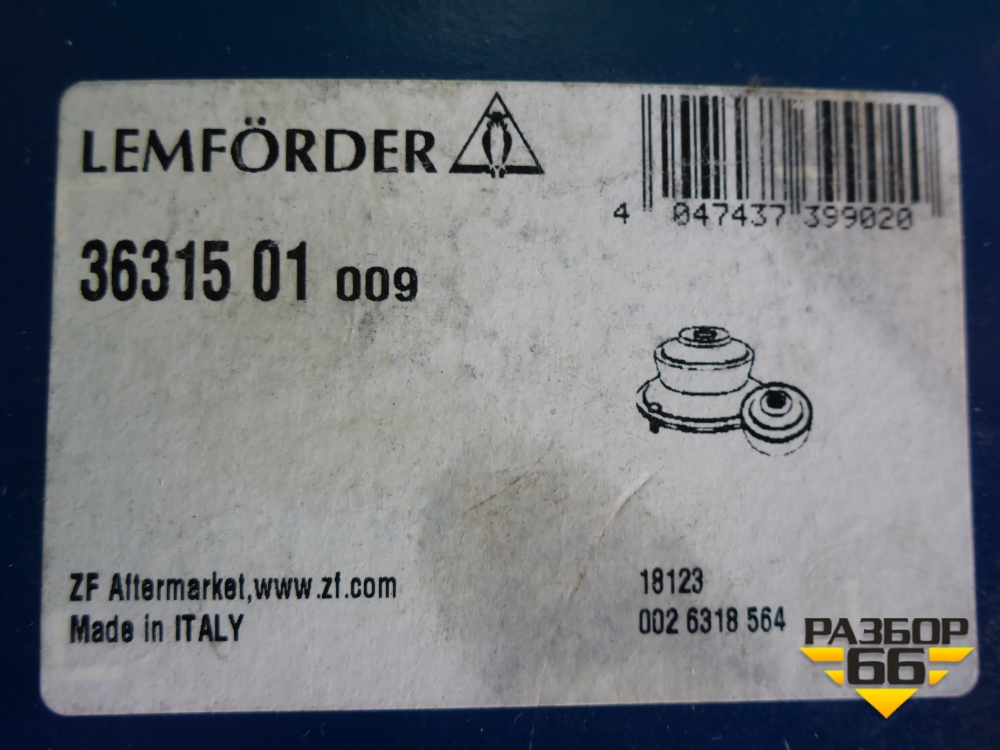 LEMFÖRDER
4 047437 399020
36315 01 009
ZF Aftermarket,www.zf.com
Made in ITALY
18123
002 6318 564
РАЗБОР
66